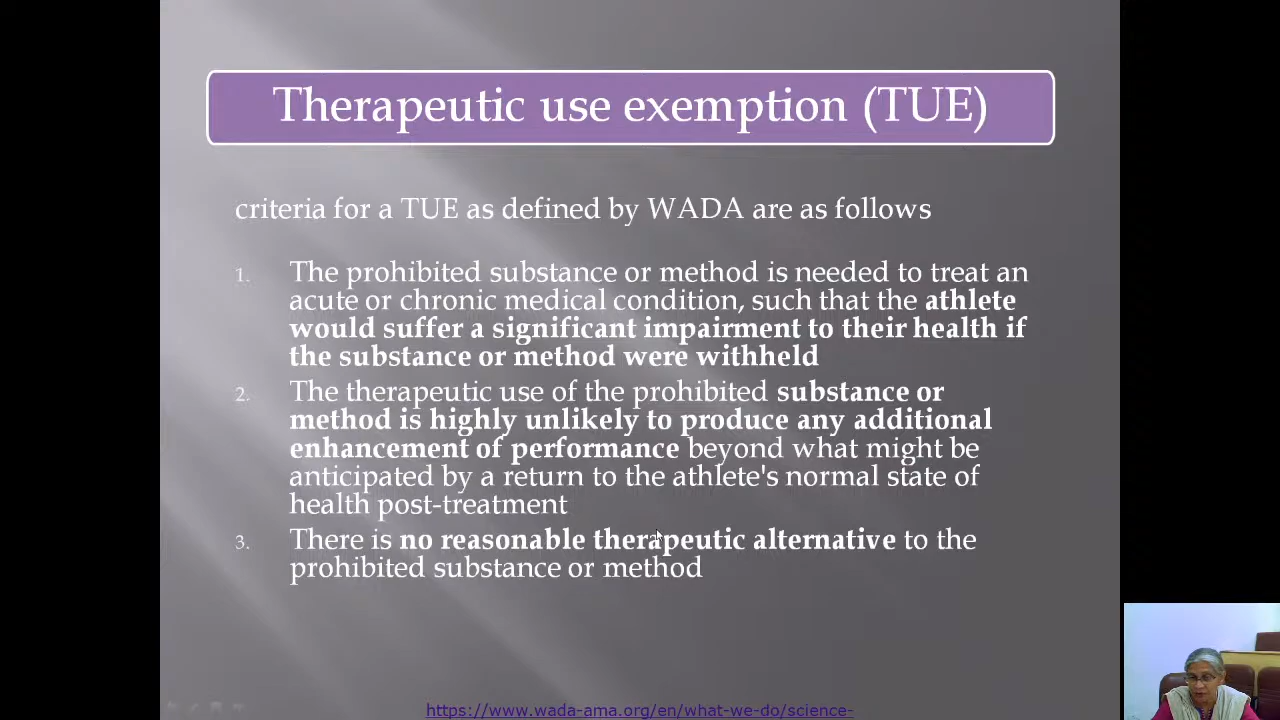 Therapeutic use exemption (TUE)
criteria for a TUE as defined by WADA are as follows
1. The prohibited substance or method is needed to treat an
acute or chronic medical condition, such that the athlete
would suffer a significant impairment to their health if
the substance or method were withheld
2. The therapeutic use of the prohibited substance or
method is highly unlikely to produce any additional
enhancement of performance beyond what might be
anticipated by a return to the athlete's normal state of
health post-treatment
3. There is no reasonable therapeutic alternative to the
prohibited substance or method
https://www.wada-ama.org/en/what-we-do/science-